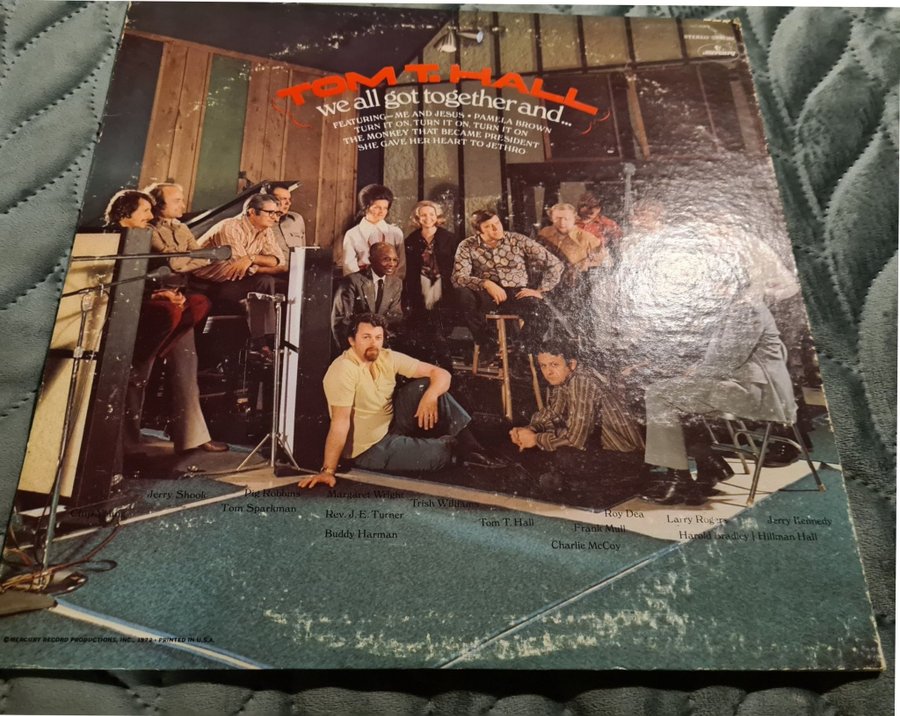 STEREO
mercury
TOM T. HALL
we all got together and...
FEATURING—ME AND JESUS • PAMELA BROWN
TURN IT ON, TURN IT ON, TURN IT ON
THE MONKEY THAT BECAME PRESIDENT
SHE GAVE HER HEART TO JETHRO
Jerry Shook
Pig Robbins
Tom Sparkman
Margaret Wright
Rev. J. E. Turner
Buddy Harman
Trish Williams
Tom T. Hall
Roy Dea
Frank Mull
Charlie McCoy
Larry Rogers
Jerry Kennedy
Harold Bradley | Hillman Hall
©MERCURY RECORD PRODUCTIONS, INC., 1972 • PRINTED IN U.S.A.